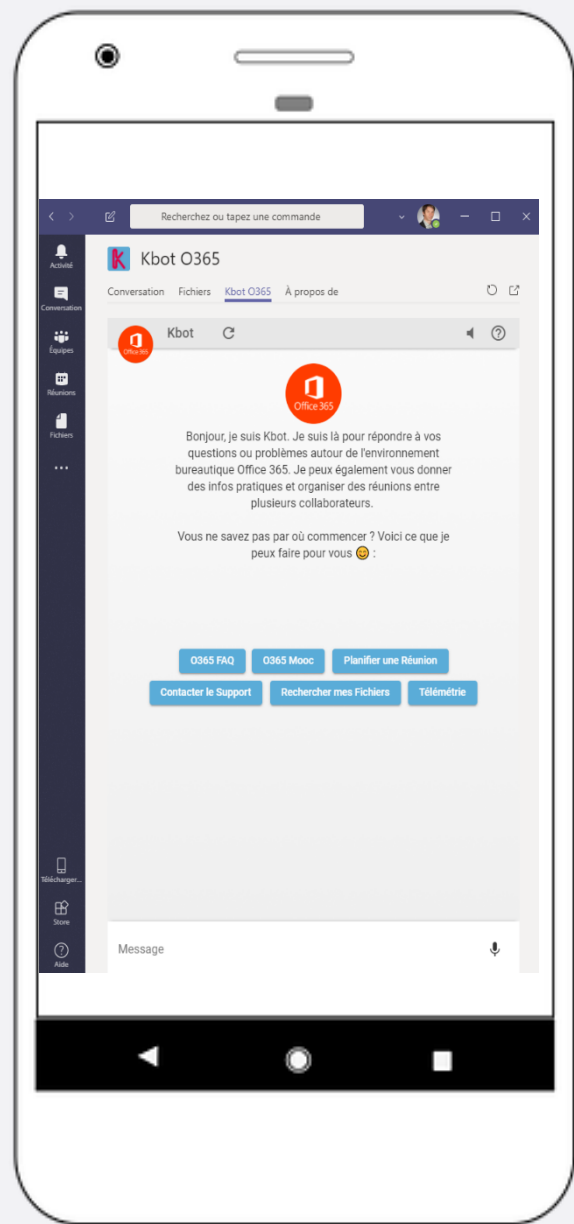 Recherchez ou tapez une commande
Activité
Conversation
Équipes
Réunions
Fichiers
Kbot O365
Conversation Fichiers Kbot O365 À propos de
Office 365
Kbot
Office 365
Bonjour, je suis Kbot. Je suis là pour répondre à vos
questions ou problèmes autour de l'environnement
bureautique Office 365. Je peux également vous donner
des infos pratiques et organiser des réunions entre
plusieurs collaborateurs.
Vous ne savez pas par où commencer ? Voici ce que je
peux faire pour vous 😊 :
O365 FAQ O365 Mooc Planifier une Réunion
Contacter le Support Rechercher mes Fichiers Télémétrie
Télécharger...
Store
Aide
Message